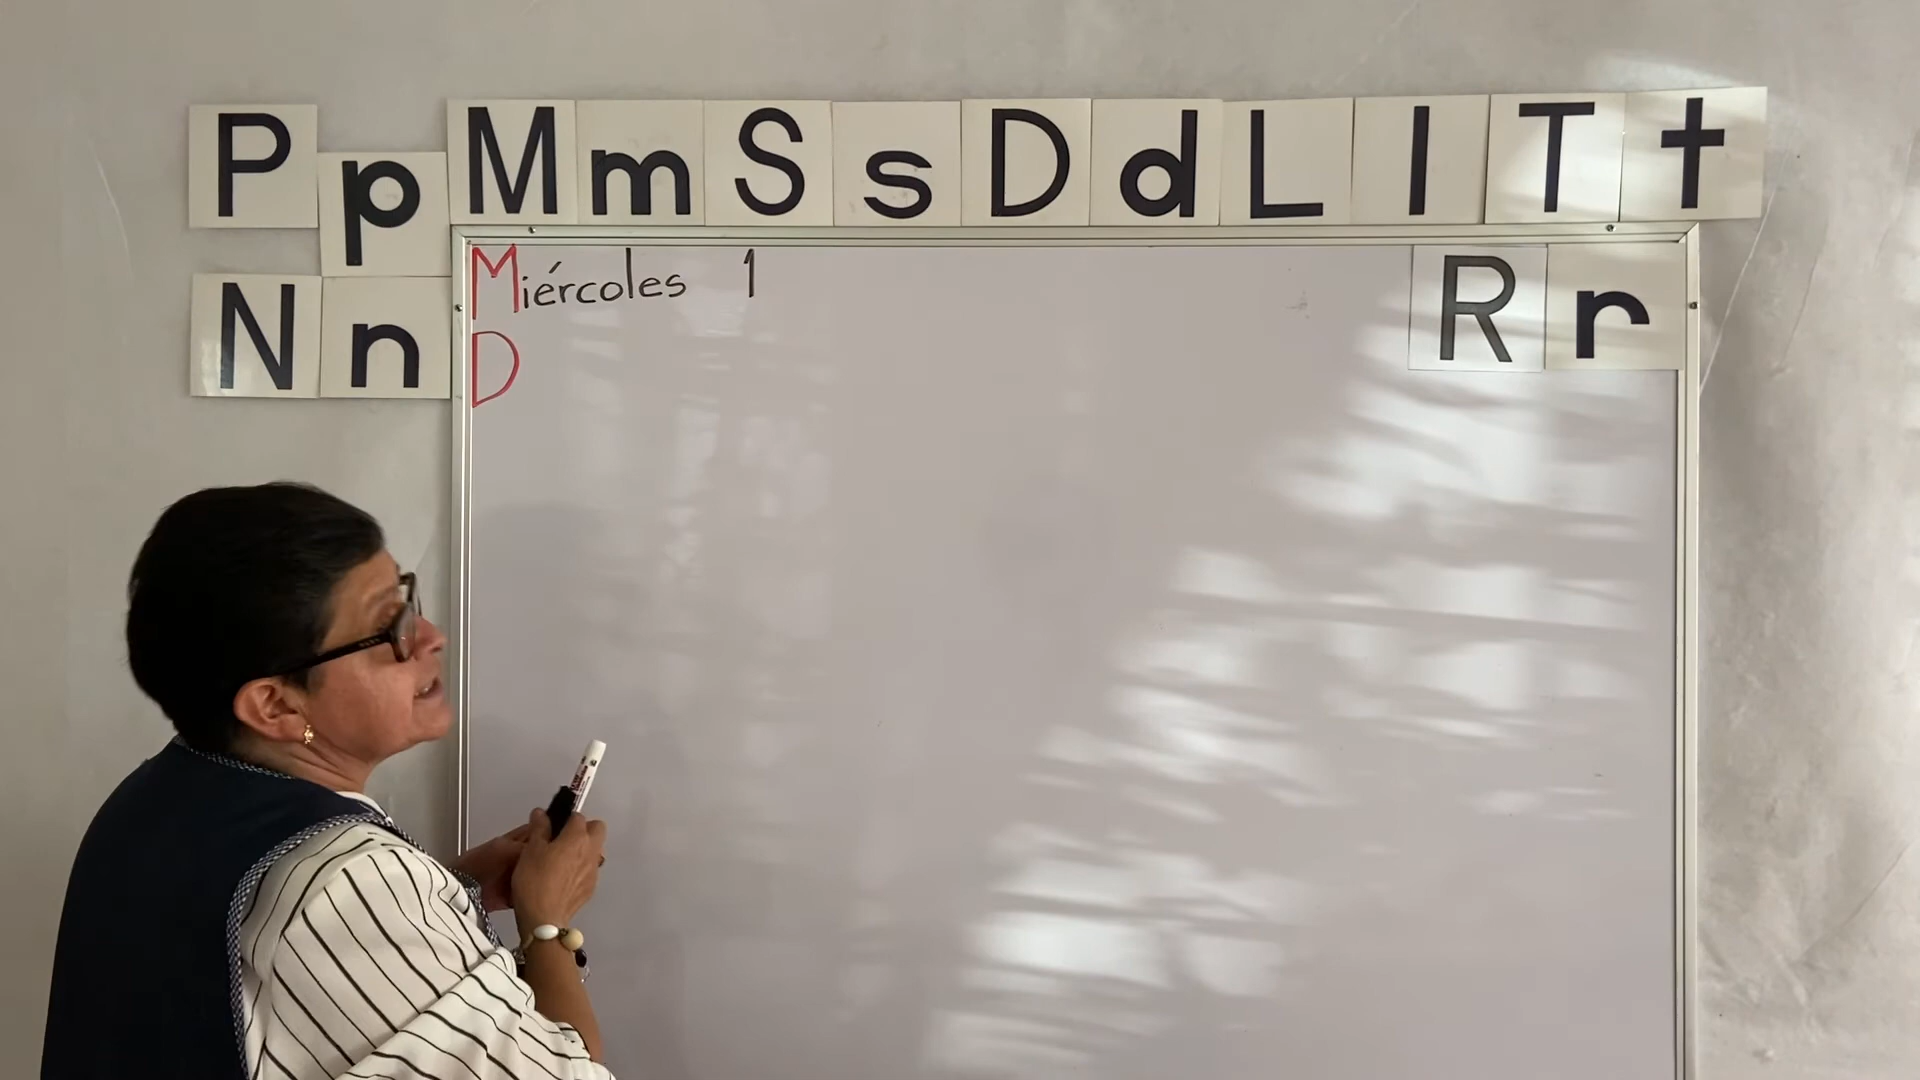 P p M m S s D d L l T t
N n
R r
Miércoles 1
D